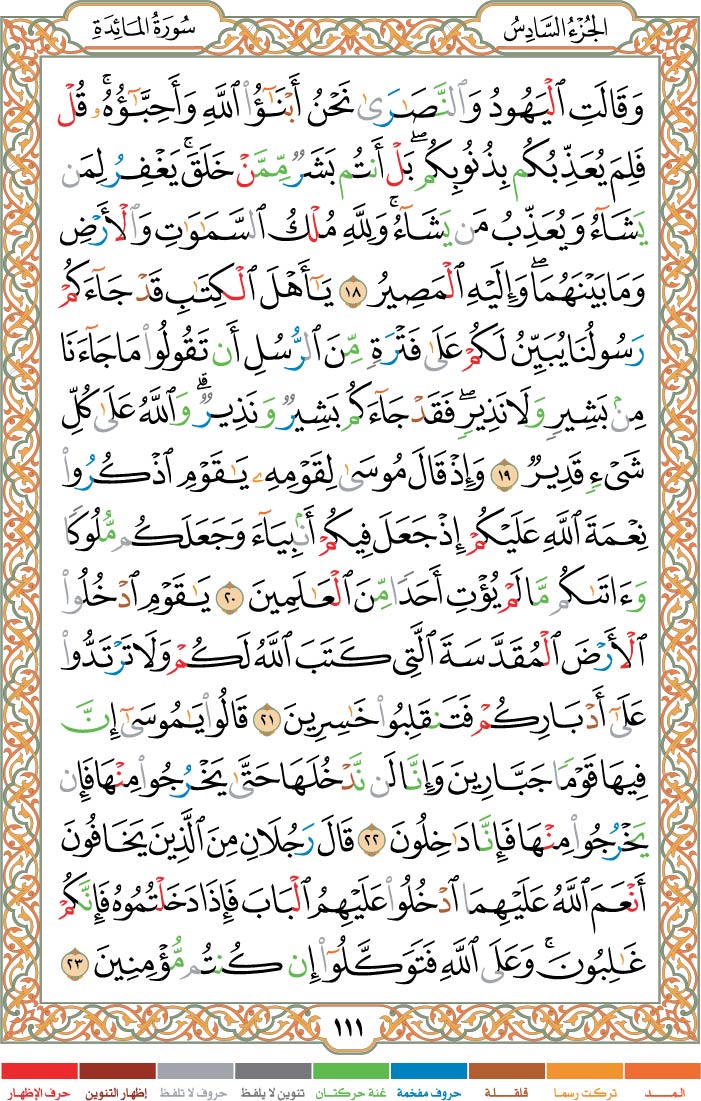 الجُزْءُ السَّادِسُ
سُورَةُ المَائِدَةِ
وَقَالَتِ ٱلْيَهُودُ وَٱلنَّصَـٰرَىٰ نَحْنُ أَبْنَـٰٓؤُا۟ ٱللَّهِ وَأَحِبَّـٰٓؤُهُۥ ۚ قُلْ
فَلِمَ يُعَذِّبُكُم بِذُنُوبِكُم ۖ بَلْ أَنتُم بَشَرٌ مِّمَّنْ خَلَقَ ۚ يَغْفِرُ لِمَن
يَشَآءُ وَيُعَذِّبُ مَن يَشَآءُ ۚ وَلِلَّهِ مُلْكُ ٱلسَّمَـٰوَٰتِ وَٱلْأَرْضِ
وَمَا بَيْنَهُمَا ۖ وَإِلَيْهِ ٱلْمَصِيرُ ١٨ يَـٰٓأَهْلَ ٱلْكِتَـٰبِ قَدْ جَآءَكُمْ
رَسُولُنَا يُبَيِّنُ لَكُمْ عَلَىٰ فَتْرَةٍ مِّنَ ٱلرُّسُلِ أَن تَقُولُوا۟ مَا جَآءَنَا
مِنۢ بَشِيرٍ وَلَا نَذِيرٍ ۖ فَقَدْ جَآءَكُم بَشِيرٌ وَنَذِيرٌ ۗ وَٱللَّهُ عَلَىٰ كُلِّ
شَىْءٍ قَدِيرٌ ١٩ وَإِذْ قَالَ مُوسَىٰ لِقَوْمِهِۦ يَـٰقَوْمِ ٱذْكُرُوا۟
نِعْمَةَ ٱللَّهِ عَلَيْكُمْ إِذْ جَعَلَ فِيكُمْ أَنۢبِيَآءَ وَجَعَلَكُم مُّلُوكًا
وَءَاتَىٰكُم مَّا لَمْ يُؤْتِ أَحَدًا مِّنَ ٱلْعَـٰلَمِينَ ٢٠ يَـٰقَوْمِ ٱدْخُلُوا۟
ٱلْأَرْضَ ٱلْمُقَدَّسَةَ ٱلَّتِى كَتَبَ ٱللَّهُ لَكُمْ وَلَا تَرْتَدُّوا۟
عَلَىٰٓ أَدْبَارِكُمْ فَتَنقَلِبُوا۟ خَـٰسِرِينَ ٢١ قَالُوا۟ يَـٰمُوسَىٰٓ إِنَّ
فِيهَا قَوْمًا جَبَّارِينَ وَإِنَّا لَن نَّدْخُلَهَا حَتَّىٰ يَخْرُجُوا۟ مِنْهَا فَإِن
يَخْرُجُوا۟ مِنْهَا فَإِنَّا دَٰخِلُونَ ٢٢ قَالَ رَجُلَانِ مِنَ ٱلَّذِينَ يَخَافُونَ
أَنْعَمَ ٱللَّهُ عَلَيْهِمَا ٱدْخُلُوا۟ عَلَيْهِمُ ٱلْبَابَ فَإِذَا دَخَلْتُمُوهُ فَإِنَّكُمْ
غَـٰلِبُونَ ۚ وَعَلَى ٱللَّهِ فَتَوَكَّلُوٓا۟ إِن كُنتُم مُّؤْمِنِينَ ٢٣
١١١
المــد تركت رسما قلقلة حروف مفخمة غنة حركتان تنوين لا يلفظ حروف لا تلفظ إظهار التنوين حرف الإظهار